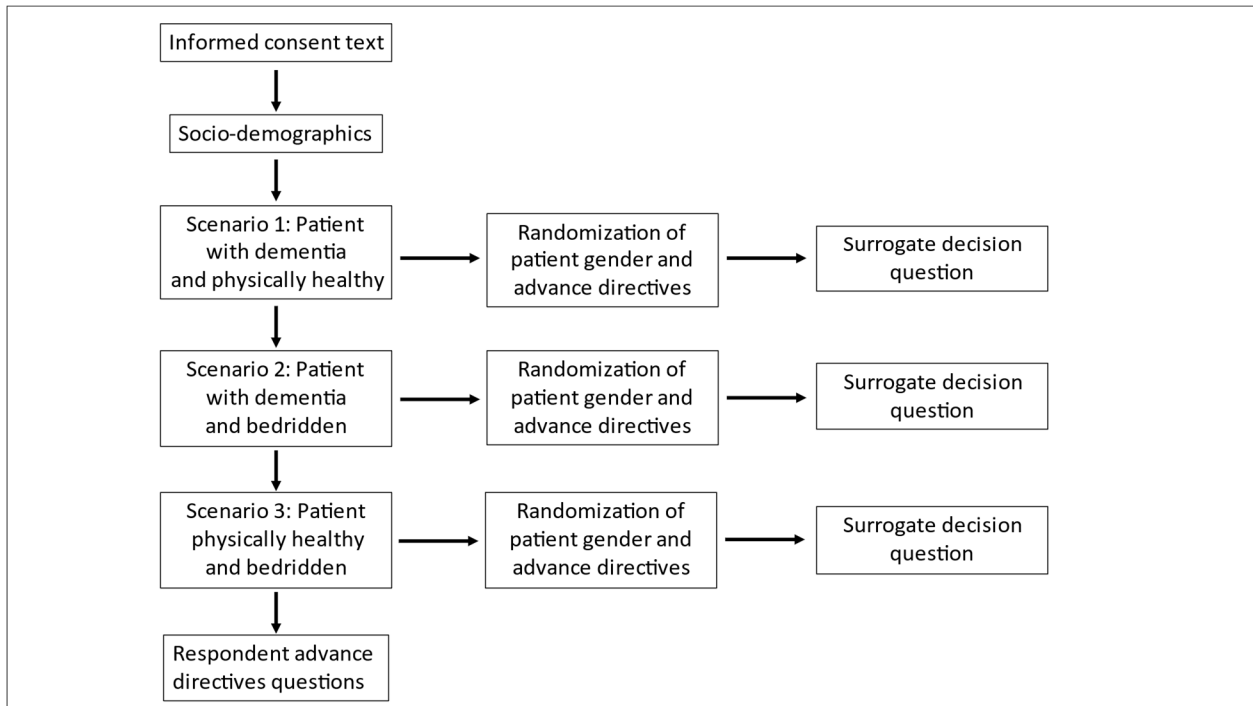 Informed consent text
Socio-demographics
Scenario 1: Patient
with dementia
and physically healthy
Randomization of
patient gender and
advance directives
Surrogate decision
question
Scenario 2: Patient
with dementia
and bedridden
Randomization of
patient gender and
advance directives
Surrogate decision
question
Scenario 3: Patient
physically healthy
and bedridden
Randomization of
patient gender and
advance directives
Surrogate decision
question
Respondent advance
directives questions